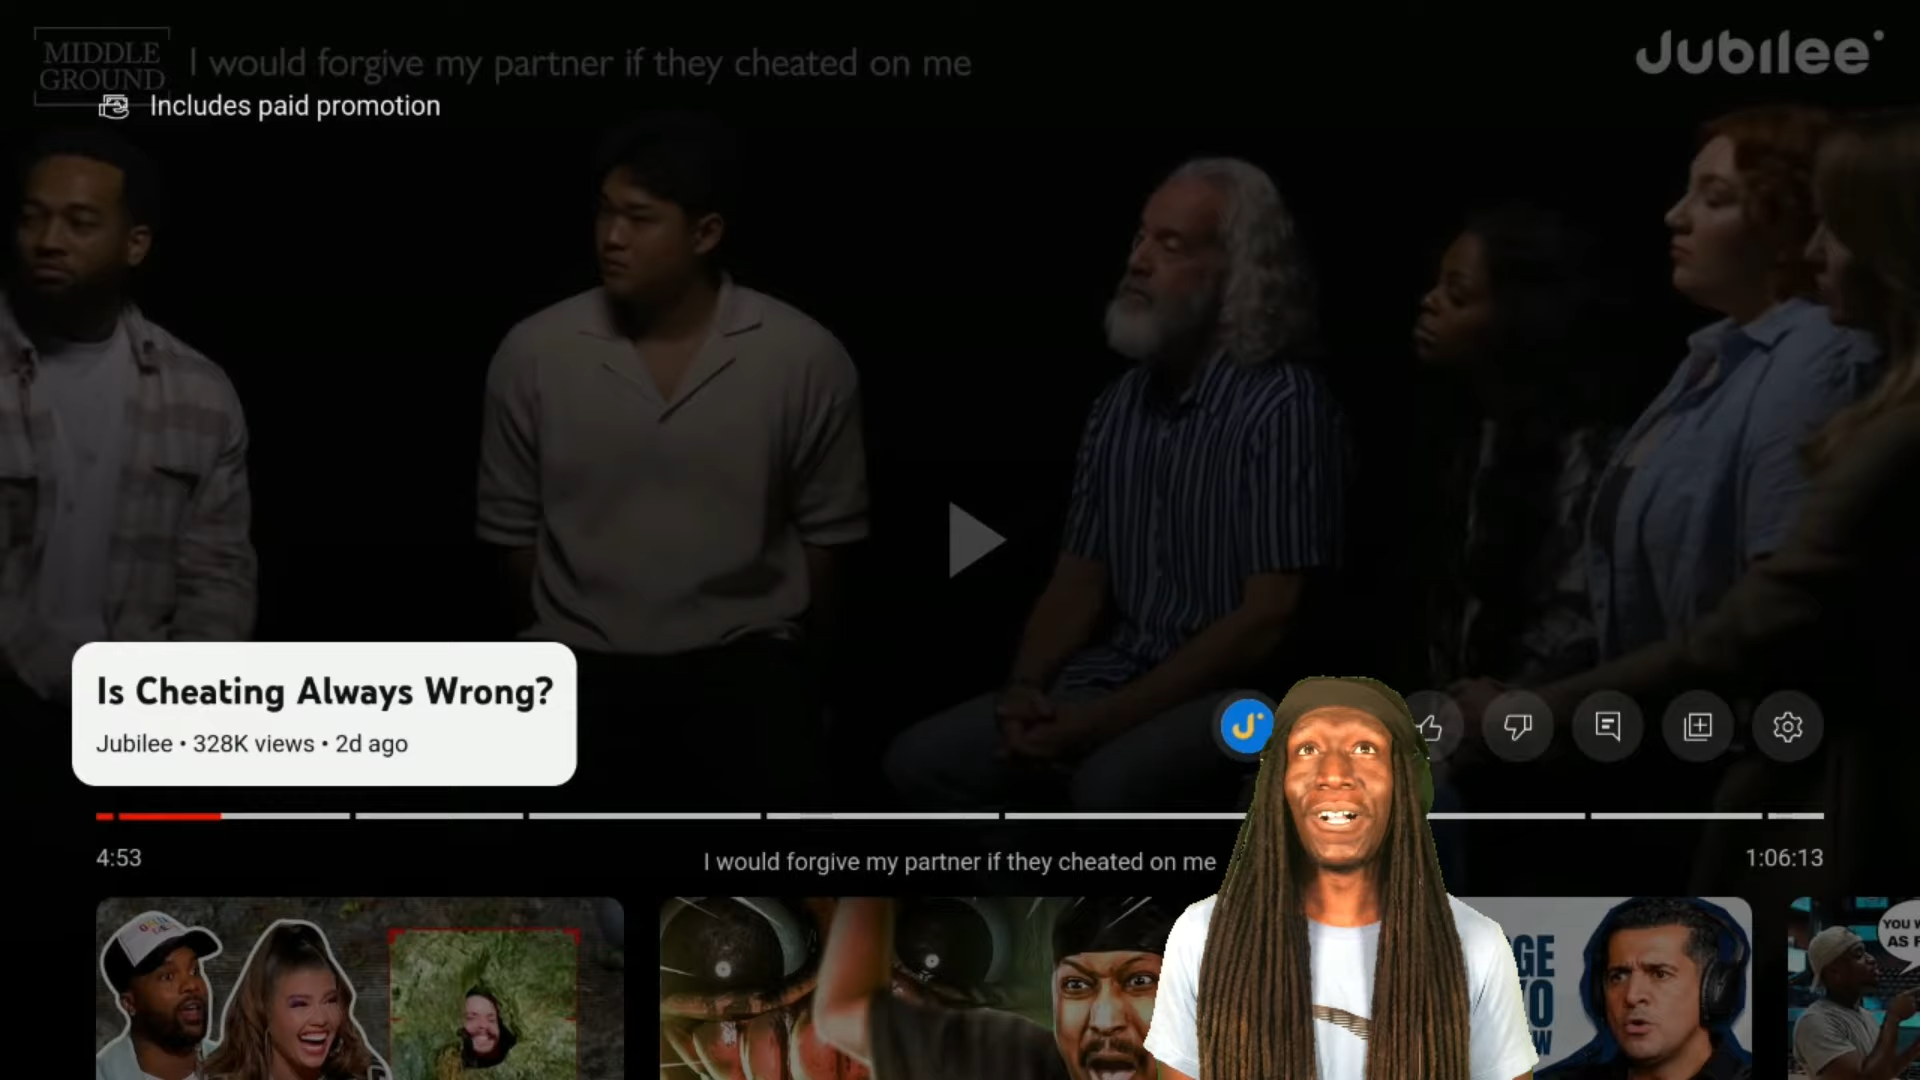 MIDDLE
GROUND
I would forgive my partner if they cheated on me
Jubilee
Includes paid promotion
Is Cheating Always Wrong?
Jubilee • 328K views • 2d ago
4:53
I would forgive my partner if they cheated on me
1:06:13
YOU W
AS F